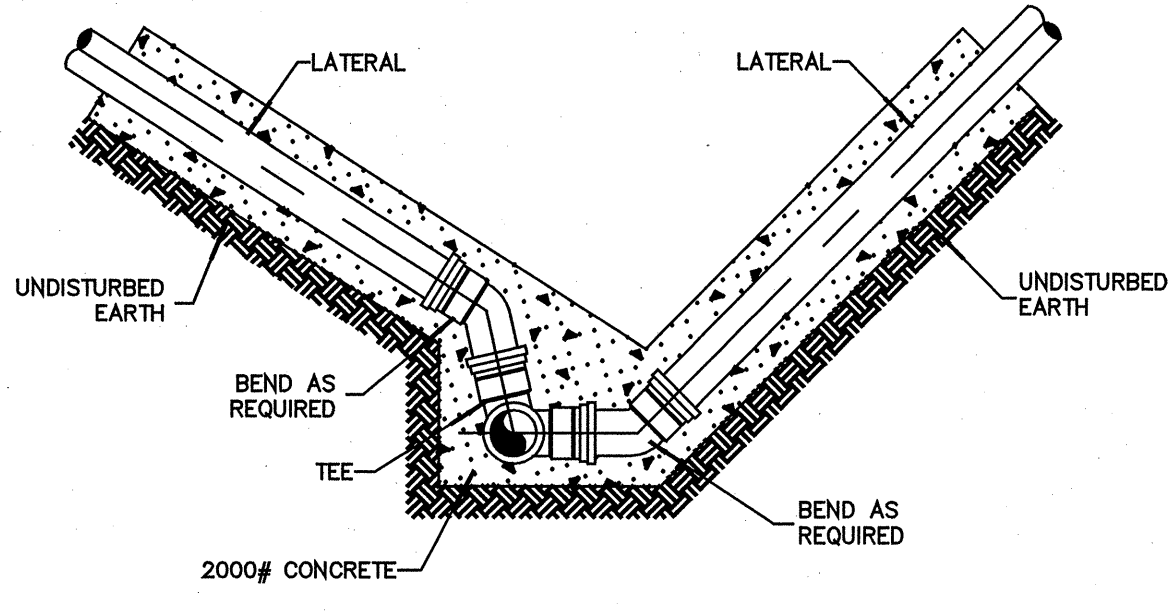 LATERAL
LATERAL
UNDISTURBED
EARTH
UNDISTURBED
EARTH
BEND AS
REQUIRED
TEE
BEND AS
REQUIRED
2000# CONCRETE